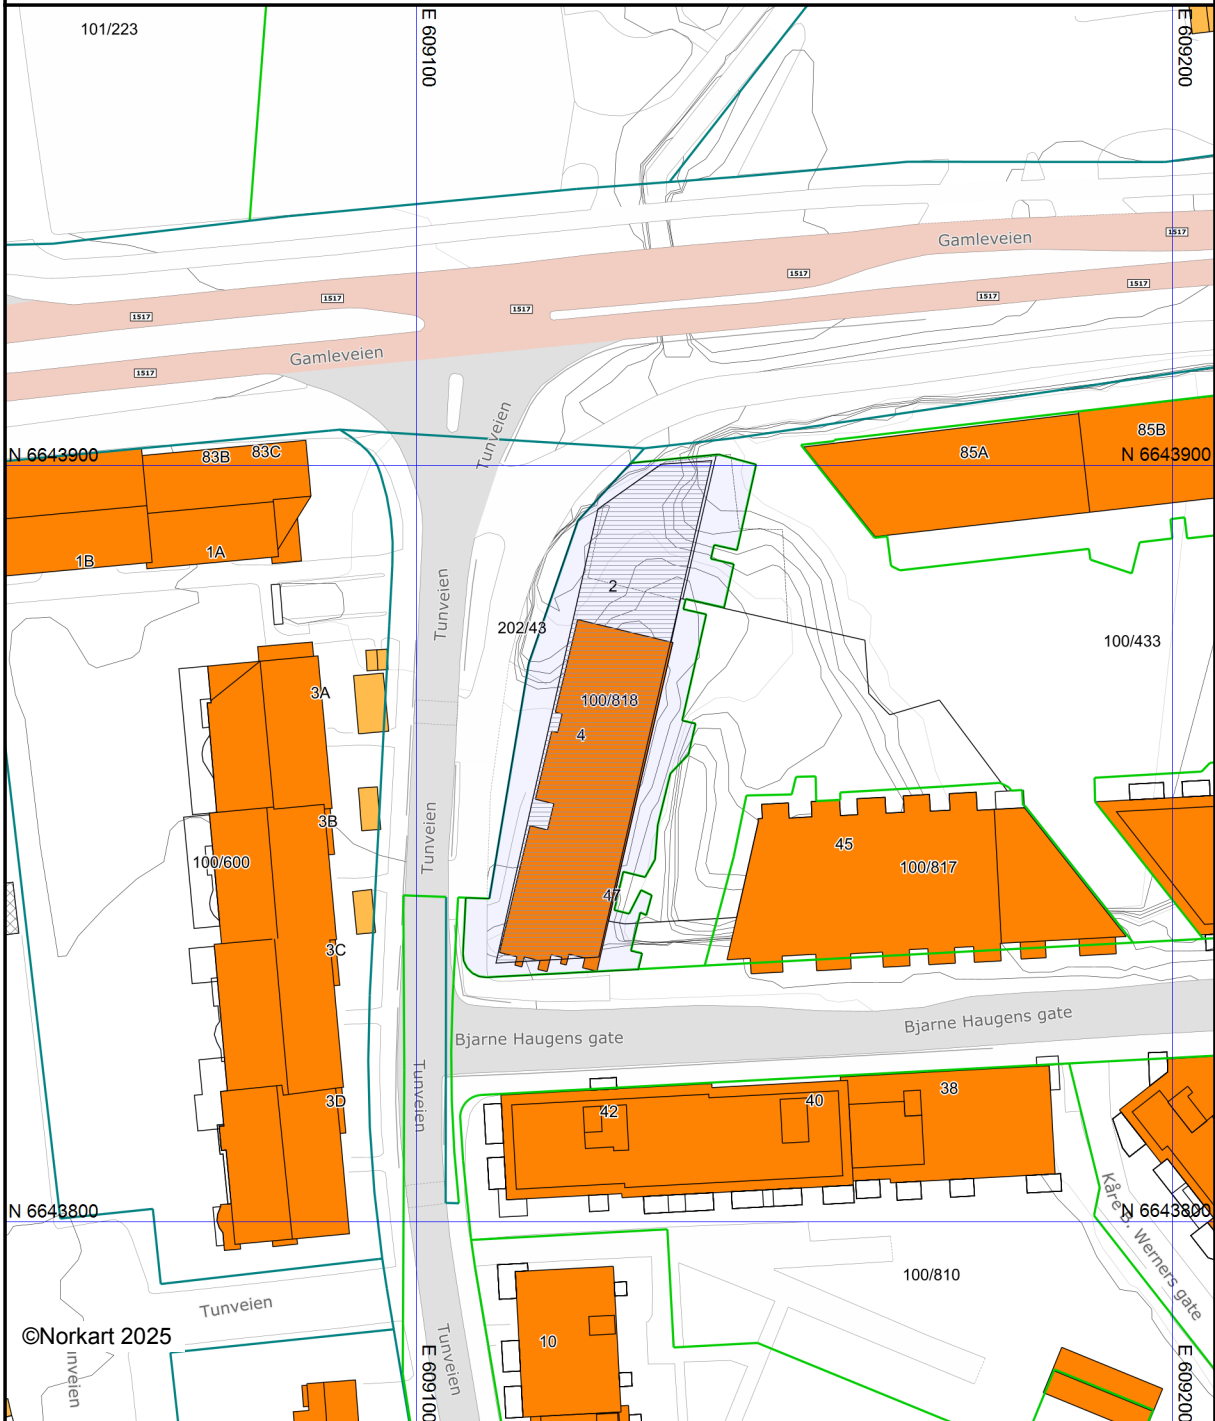 101/223
E 609100
E 609200
Gamleveien
1517
1517
1517
1517
1517
1517
1517
Gamleveien
1517
Tunveien
83B
83C
85B
N 6643900
85A
N 6643900
1B
1A
2
Tunveien
202/43
100/433
3A
100/818
4
3B
Tunveien
45
100/600
100/817
47
3C
Bjarne Haugens gate
Bjarne Haugens gate
Tunveien
3D
42
40
38
N 6643800
N 6643800
Kåre B. Werners gate
100/810
Tunveien
©Norkart 2025
10
Tunveien
E 609100
E 609200